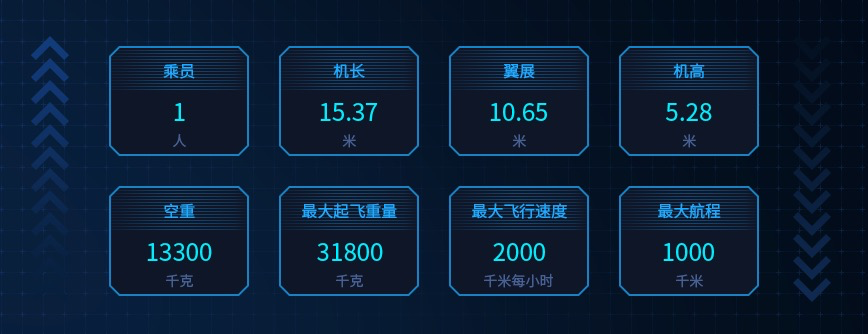 乘员
1
人
机长
15.37
米
翼展
10.65
米
机高
5.28
米
空重
13300
千克
最大起飞重量
31800
千克
最大飞行速度
2000
千米每小时
最大航程
1000
千米